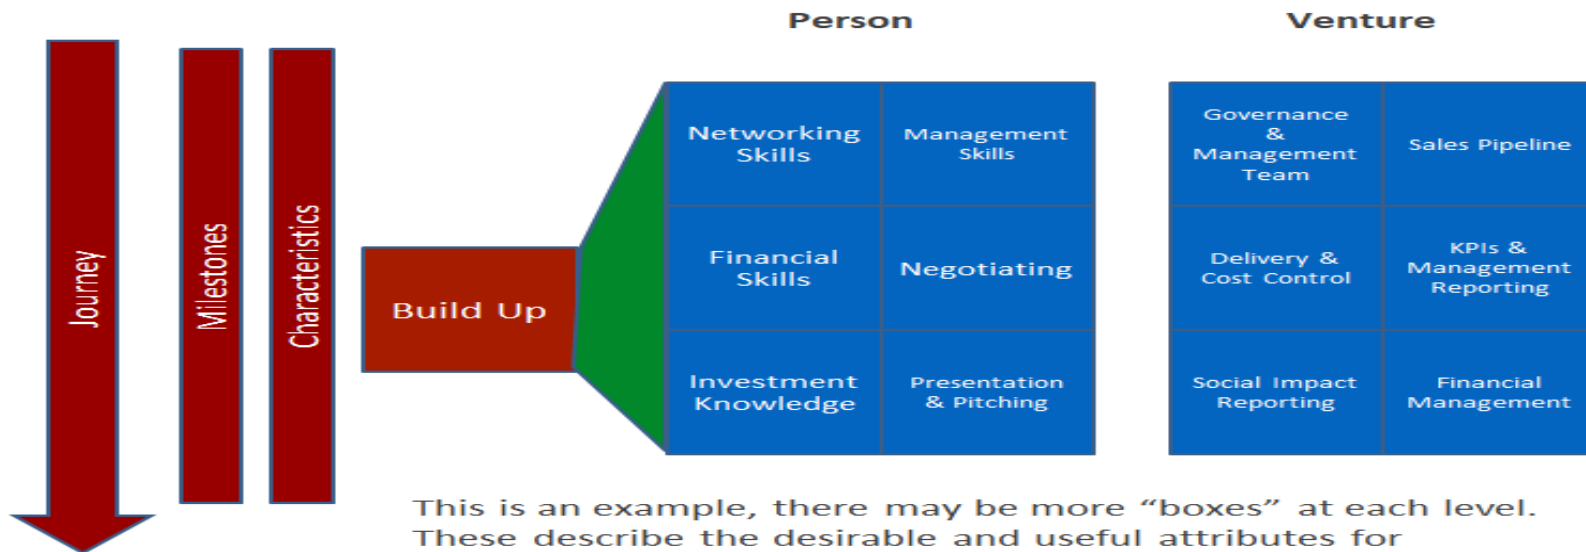 Person
Venture
Journey
Milestones
Characteristics
Build Up
Networking
Skills
Management
Skills
Financial
Skills
Negotiating
Investment
Knowledge
Presentation
& Pitching
Governance
&
Management
Team
Sales Pipeline
Delivery &
Cost Control
KPIs &
Management
Reporting
Social Impact
Reporting
Financial
Management
This is an example, there may be more “boxes” at each level.
These describe the desirable and useful attributes for